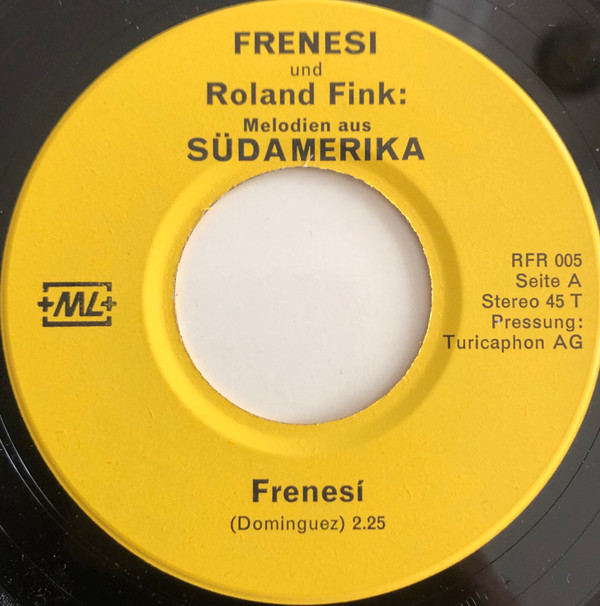 FRENESI
und
Roland Fink:
Melodien aus
SÜDAMERIKA
RFR 005
Seite A
Stereo 45 T
Pressung:
Turicaphon AG
+ML+
Frenesí
(Dominguez) 2.25